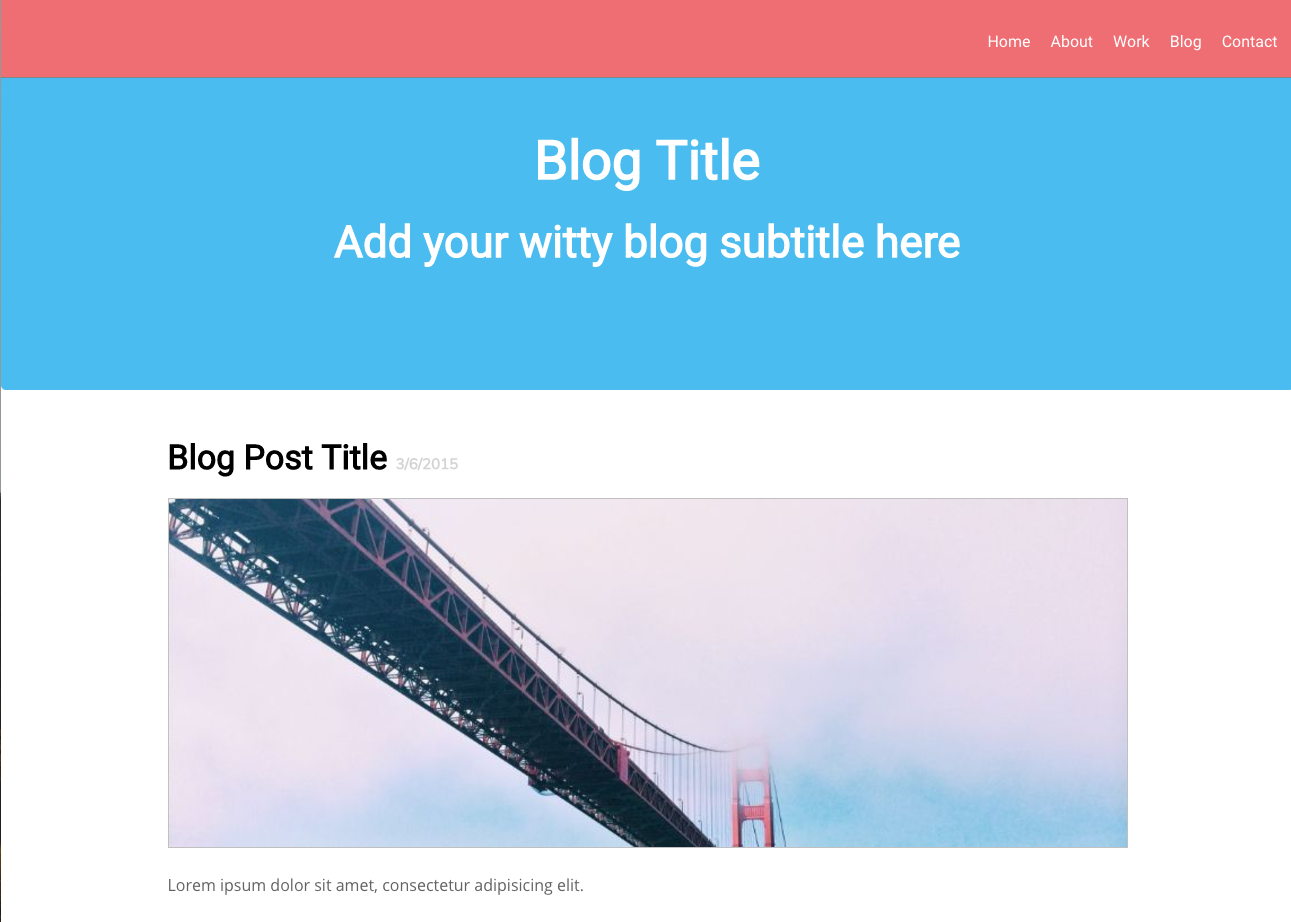 Home About Work Blog Contact
Blog Title
Add your witty blog subtitle here
Blog Post Title 3/6/2015
Lorem ipsum dolor sit amet, consectetur adipisicing elit.